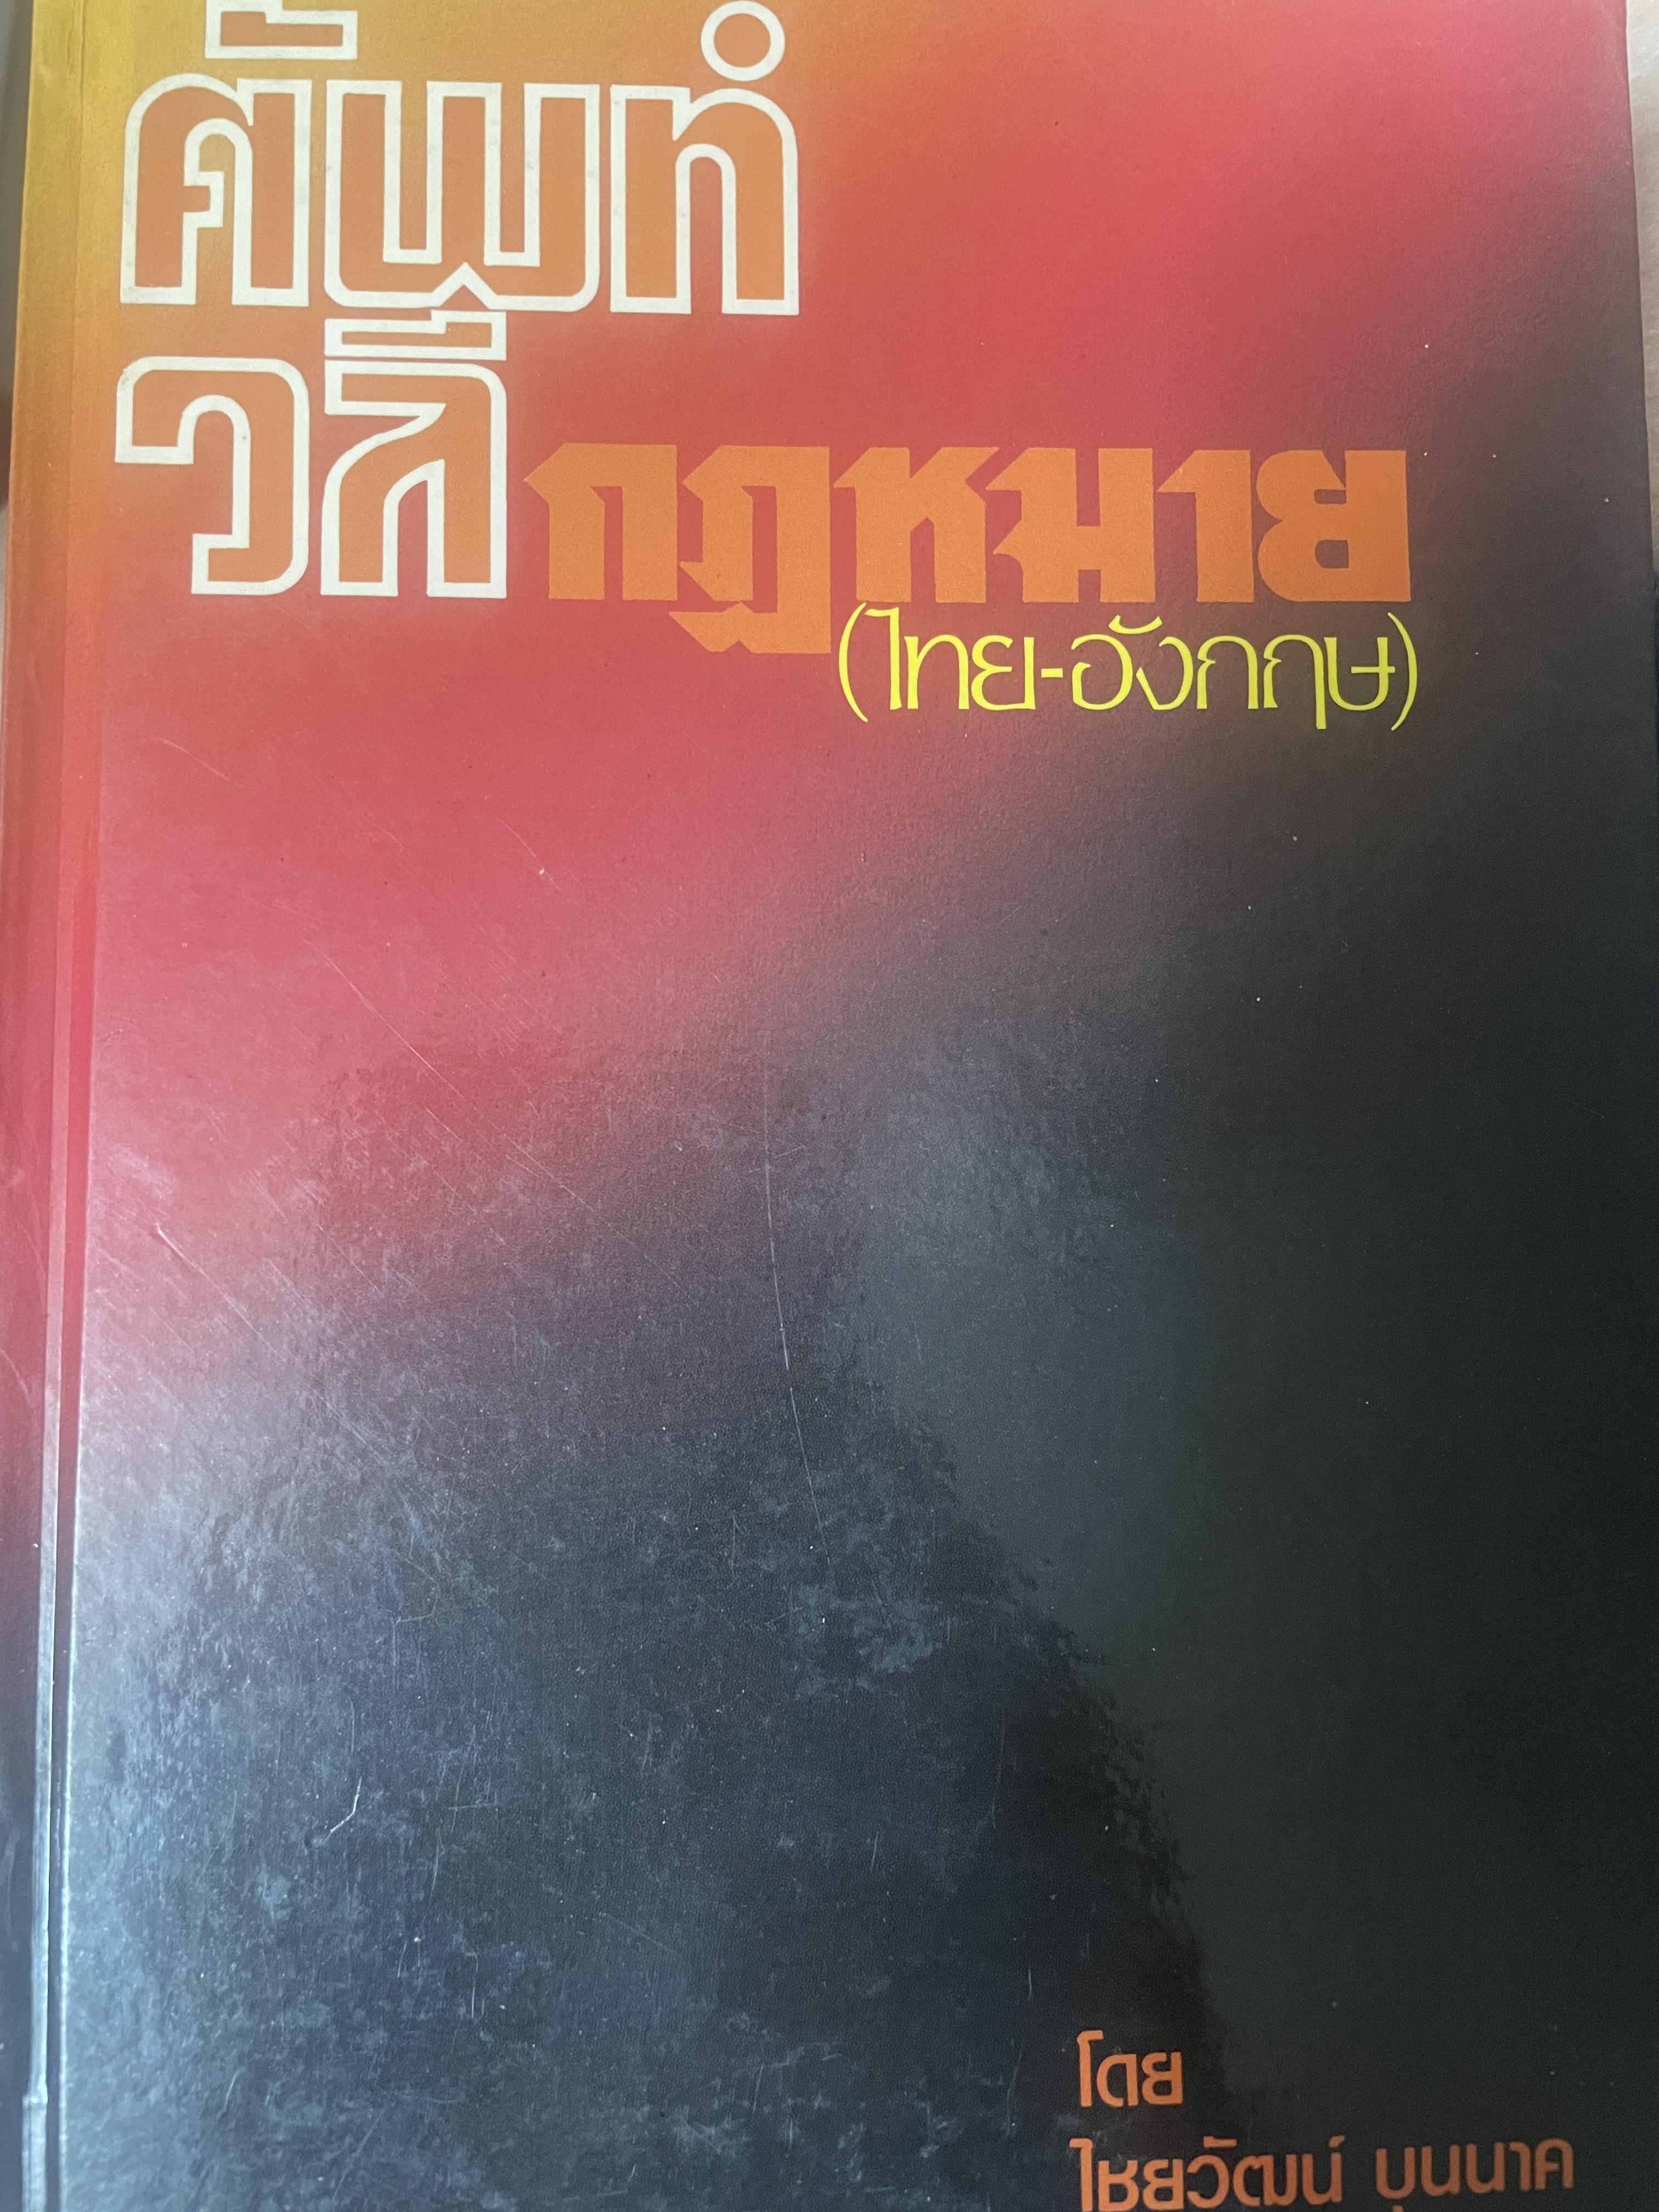 ศัพท์
วลี กฎหมาย
(ไทย-อังกฤษ)
โดย
ไชยวัฒน์ บุนนาค